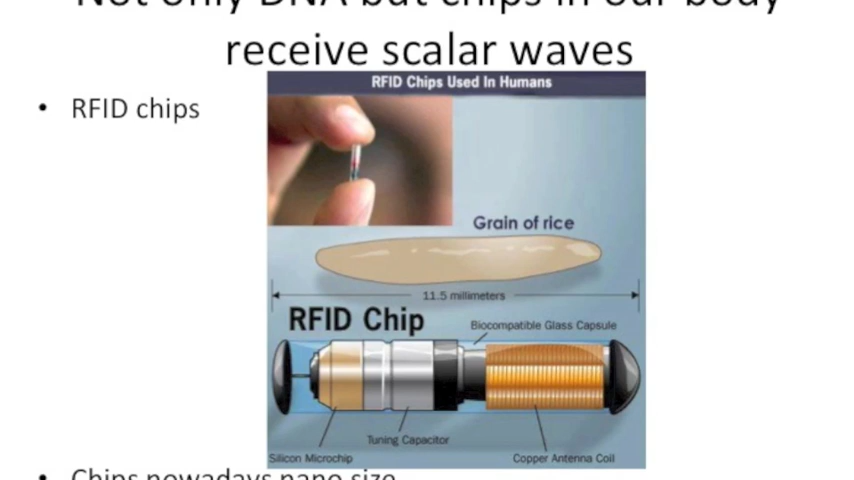 Not only DNA but chips in our body
receive scalar waves
• RFID chips
RFID Chips Used In Humans
Grain of rice
11.5 millimeters
RFID Chip
Biocompatible Glass Capsule
Tuning Capacitor
Silicon Microchip
Copper Antenna Coil
• Chips nowadays nano size